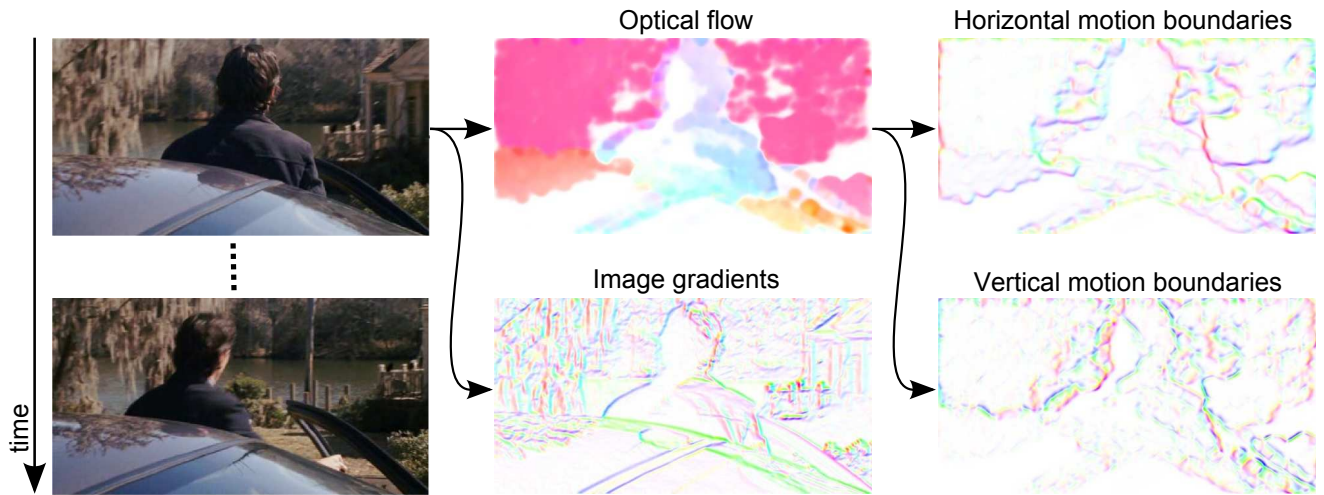 Optical flow
Horizontal motion boundaries
Image gradients
Vertical motion boundaries
time